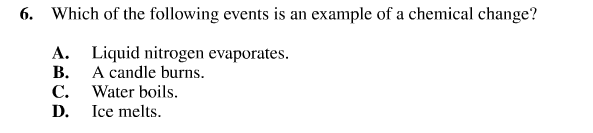 6. Which of the following events is an example of a chemical change?
A. Liquid nitrogen evaporates.
B. A candle burns.
C. Water boils.
D. Ice melts.